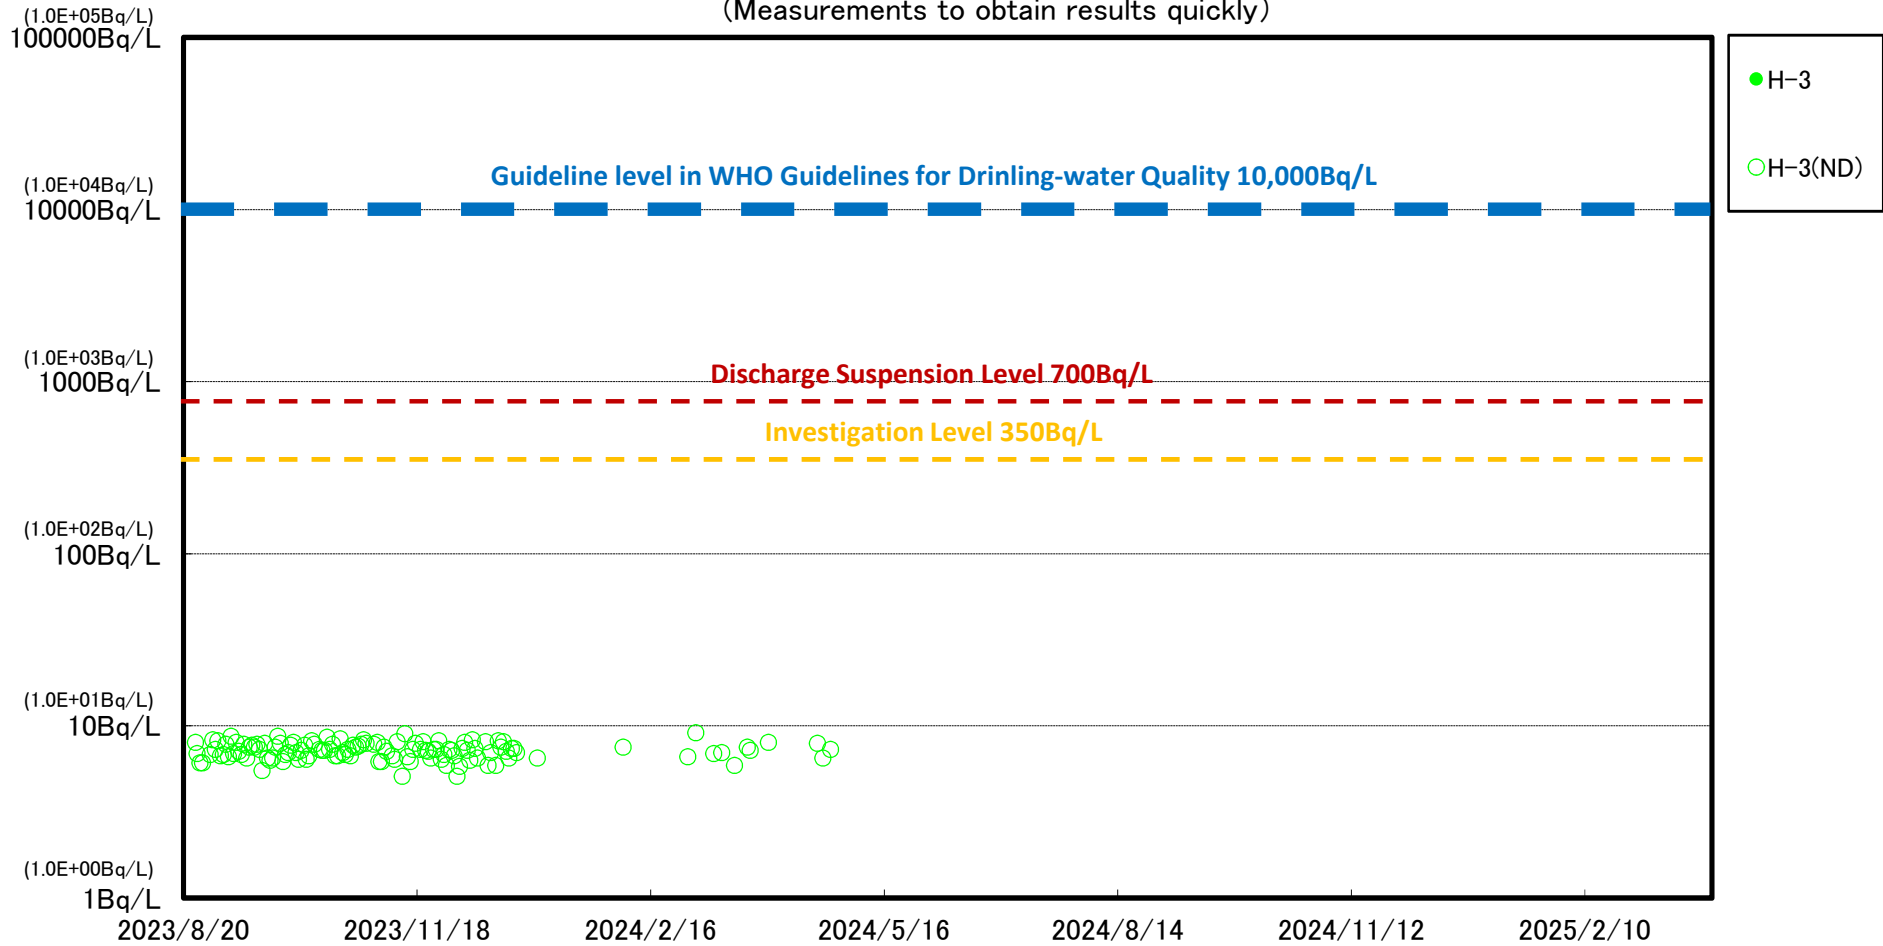 (Measurements to obtain results quickly)
(1.0E+05Bq/L)
100000Bq/L
H-3
H-3(ND)
Guideline level in WHO Guidelines for Drinling-water Quality 10,000Bq/L
(1.0E+04Bq/L)
10000Bq/L
(1.0E+03Bq/L)
1000Bq/L
Discharge Suspension Level 700Bq/L
Investigation Level 350Bq/L
(1.0E+02Bq/L)
100Bq/L
(1.0E+01Bq/L)
10Bq/L
(1.0E+00Bq/L)
1Bq/L
2023/8/20 2023/11/18 2024/2/16 2024/5/16 2024/8/14 2024/11/12 2025/2/10